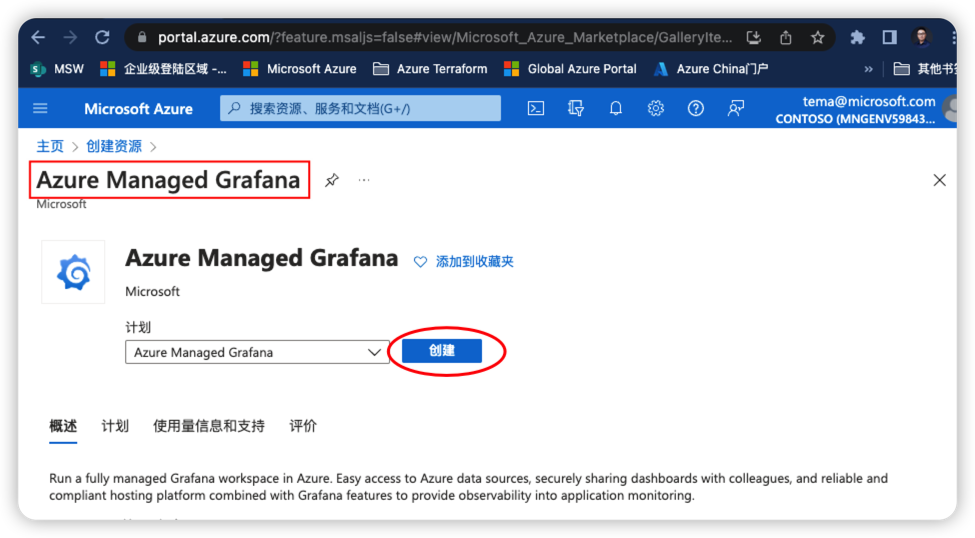 portal.azure.com/?feature.msaljs=false#view/Microsoft_Azure_Marketplace/GalleryIte...
MSW 企业级登陆区域 -... Microsoft Azure Azure Terraform Global Azure Portal Azure China门户 » 其他书签
Microsoft Azure 搜索资源、服务和文档(G+/) tema@microsoft.com
CONTOSO (MNGENV59843...
主页 > 创建资源 >
Azure Managed Grafana ...
Microsoft
Azure Managed Grafana 添加到收藏夹
Microsoft
计划
Azure Managed Grafana 创建
概述 计划 使用量信息和支持 评价
Run a fully managed Grafana workspace in Azure. Easy access to Azure data sources, securely sharing dashboards with colleagues, and reliable and
compliant hosting platform combined with Grafana features to provide observability into application monitoring.